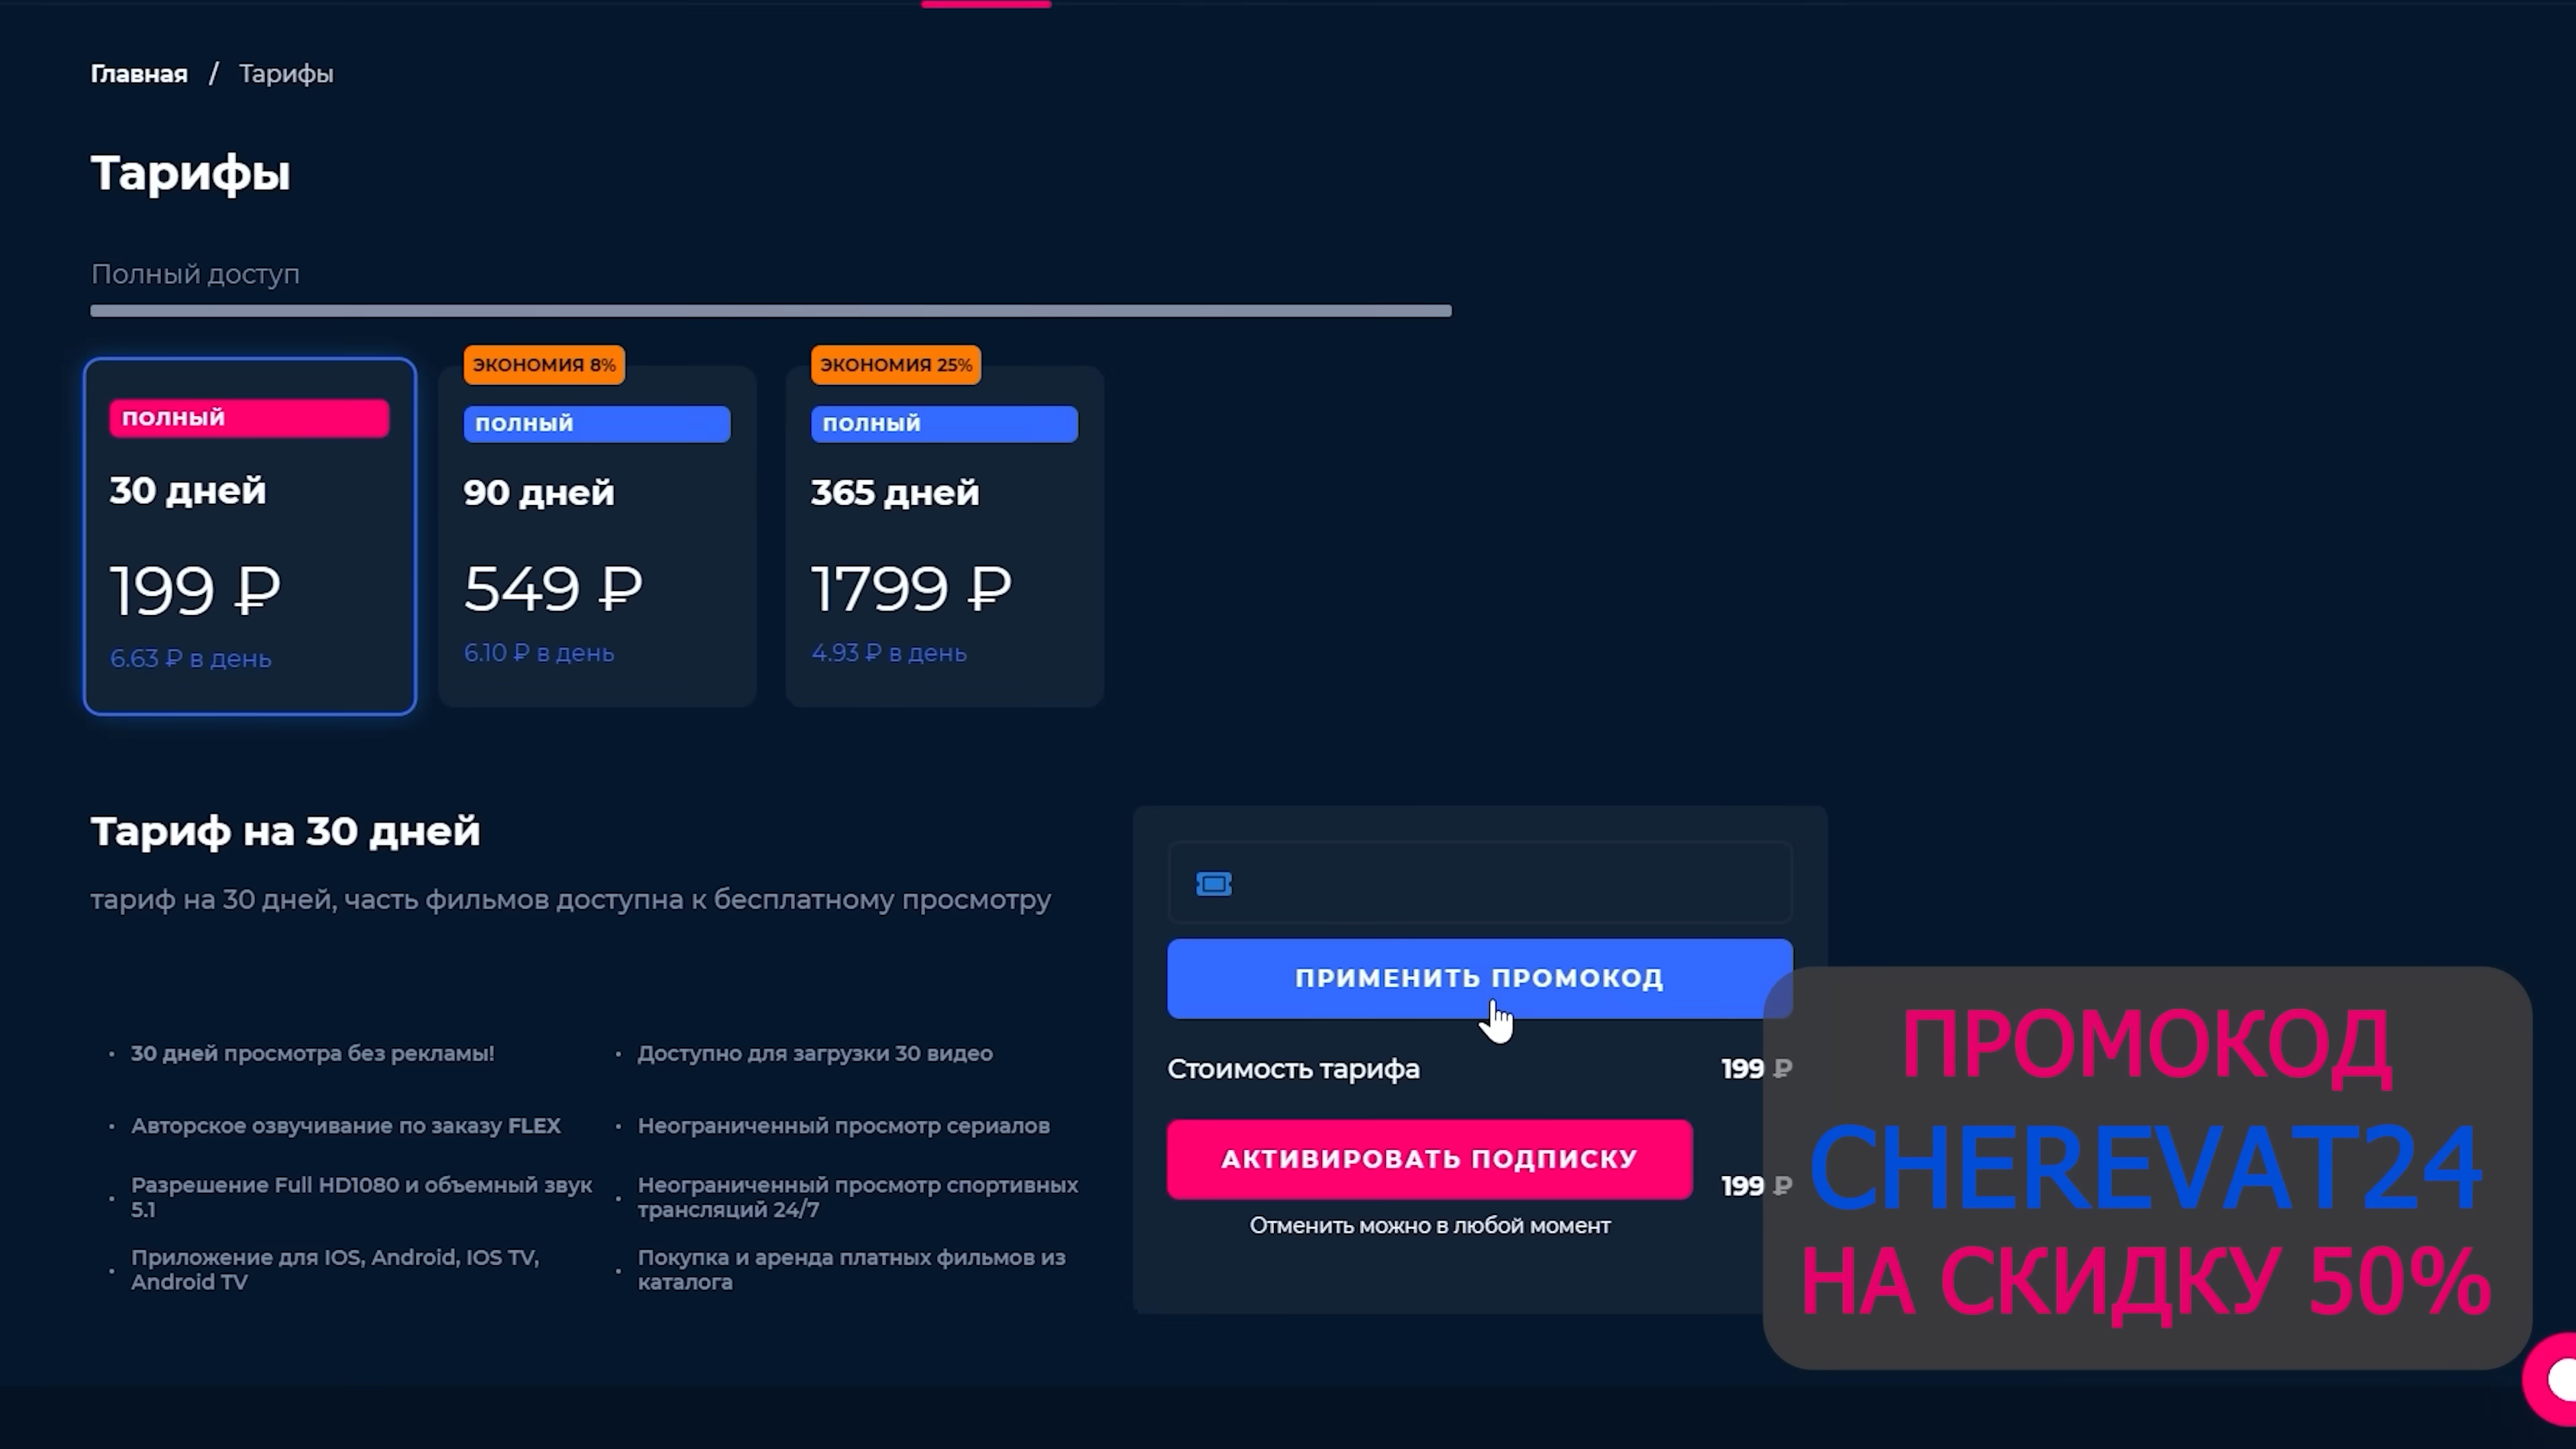 Главная / Тарифы
Тарифы
Полный доступ
ПОЛНЫЙ
30 дней
199 ₽
6.63 ₽ в день
ЭКОНОМИЯ 8%
ПОЛНЫЙ
90 дней
549 ₽
6.10 ₽ в день
ЭКОНОМИЯ 25%
ПОЛНЫЙ
365 дней
1799 ₽
4.93 ₽ в день
Тариф на 30 дней
тариф на 30 дней, часть фильмов доступна к бесплатному просмотру
• 30 дней просмотра без рекламы!
• Авторское озвучивание по заказу FLEX
• Разрешение Full HD1080 и объемный звук
5.1
• Приложение для IOS, Android, IOS TV,
Android TV
• Доступно для загрузки 30 видео
• Неограниченный просмотр сериалов
• Неограниченный просмотр спортивных
трансляций 24/7
• Покупка и аренда платных фильмов из
каталога
ПРИМЕНИТЬ ПРОМОКОД
Стоимость тарифа 199 ₽
АКТИВИРОВАТЬ ПОДПИСКУ 199 ₽
Отменить можно в любой момент
ПРОМОКОД
CHEREVAT24
НА СКИДКУ 50%